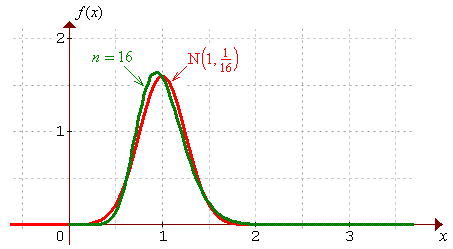 f(x)
2
n = 16
N(1, 1/16)
1
0 1 2 3 x